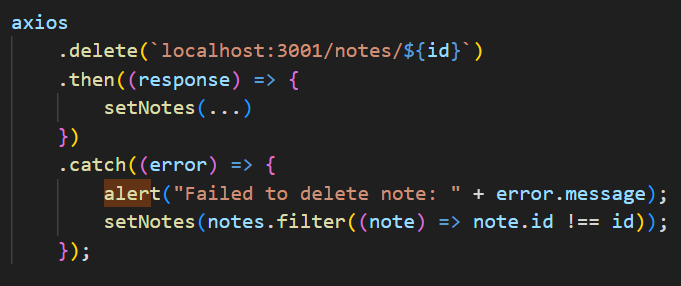 axios
.delete(`localhost:3001/notes/${id}`)
.then((response) => {
setNotes(...)
})
.catch((error) => {
alert("Failed to delete note: " + error.message);
setNotes(notes.filter((note) => note.id !== id));
});